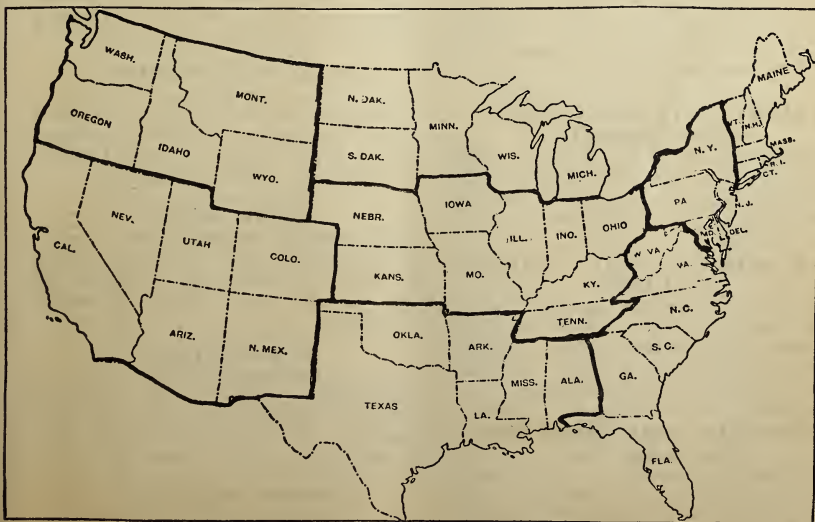 WASH.
MONT.
N. DAK.
MINN.
MAINE
OREGON
IDAHO
S. DAK.
WIS.
MICH.
VT.
N.H.
N. Y.
MASS.
R. I.
CT.
WYO.
NEBR.
IOWA
PA
N. J.
NEV.
UTAH
COLO.
ILL.
INO.
OHIO
W VA
MD.
DEL.
CAL.
KANS.
MO.
KY.
VA.
ARIZ.
N. MEX.
OKLA.
ARK.
TENN.
N. C.
S. C.
TEXAS
LA.
MISS.
ALA.
GA.
FLA.